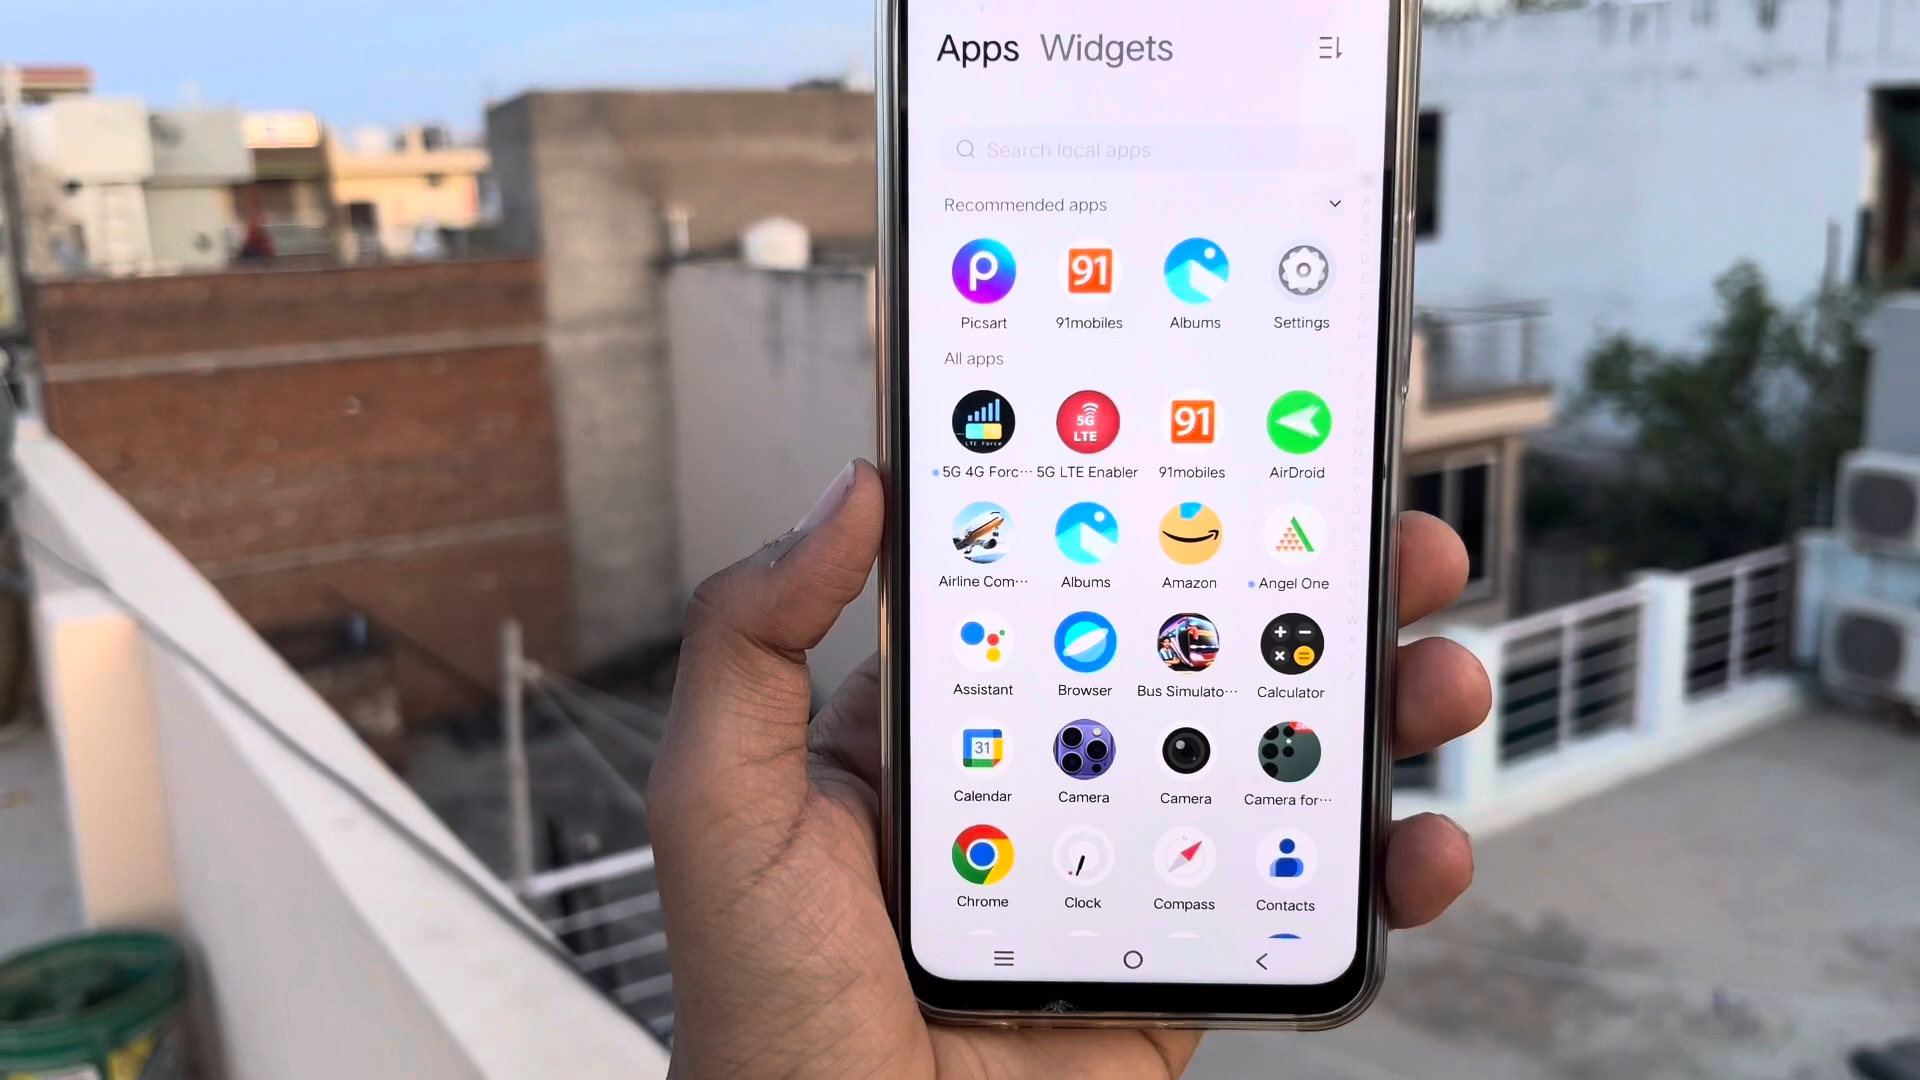 Apps Widgets
Search local apps
Recommended apps
91
Picsart 91mobiles Albums Settings
All apps
LTE Force 5G LTE 91
5G 4G Forc··· 5G LTE Enabler 91mobiles AirDroid
Airline Com··· Albums Amazon Angel One
Assistant Browser Bus Simulato··· Calculator
31
Calendar Camera Camera Camera for···
Chrome Clock Compass Contacts